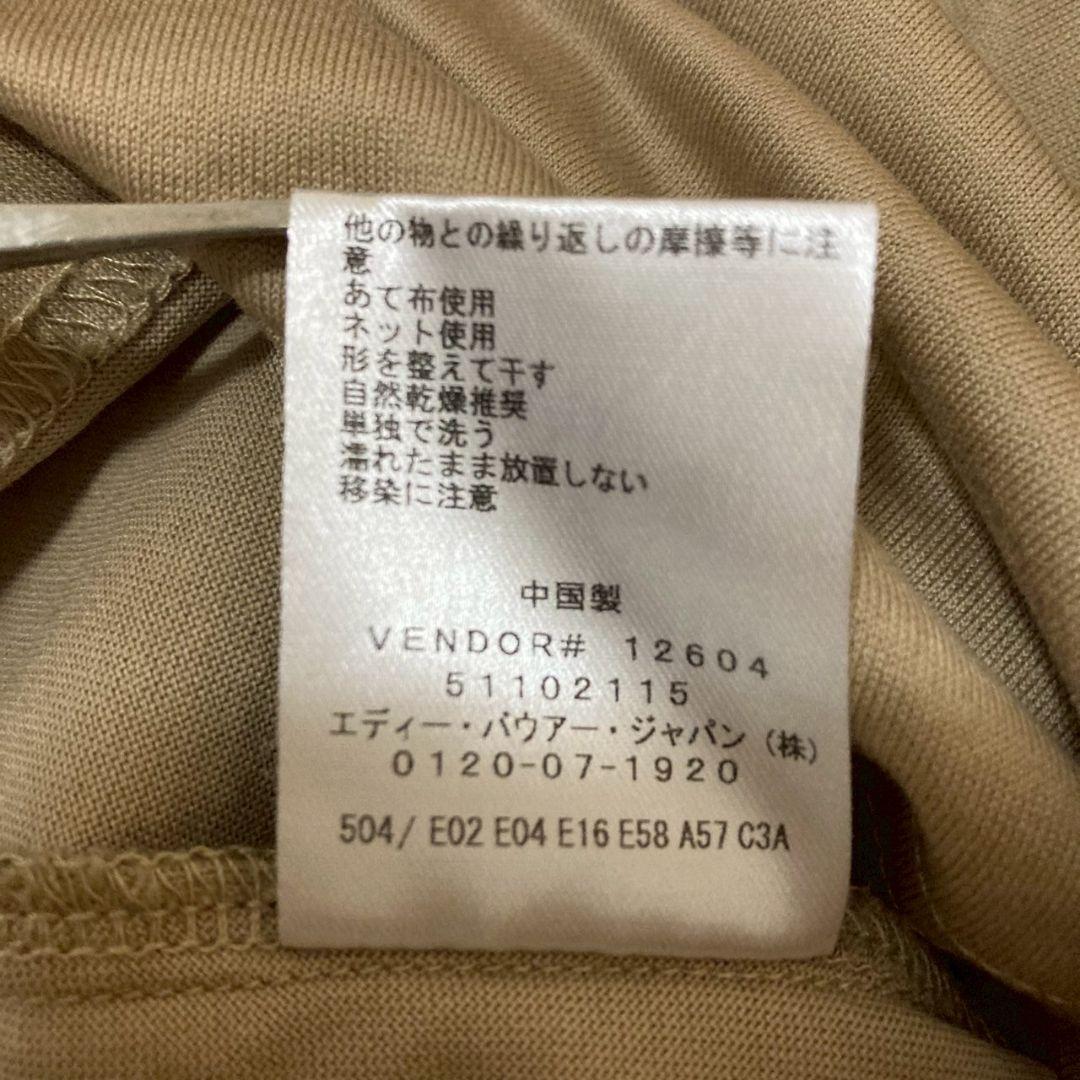 他の物との繰り返しの摩擦等に注
意
あて布使用
ネット使用
形を整えて干す
自然乾燥推奨
単独で洗う
濡れたまま放置しない
移染に注意
中国製
VENDOR# 12604
51102115
エディー・バウアー・ジャパン（株）
0120-07-1920
504/ E02 E04 E16 E58 A57 C3A